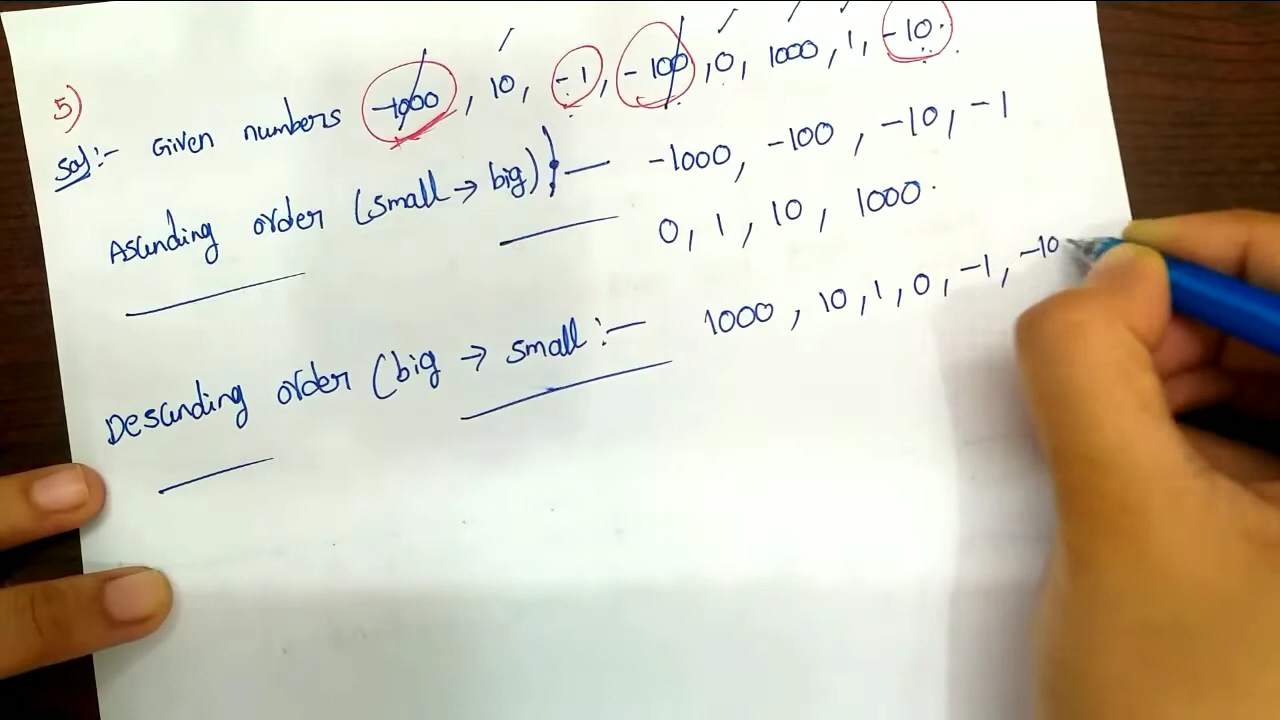 5)
Sol:- Given numbers -1000, 10, -1, -100, 0, 1000, 1, -10.
Ascending order (small → big)} — -1000, -100, -10, -1
0, 1, 10, 1000.
Descending order (big → small :- 1000, 10, 1, 0, -1, -10